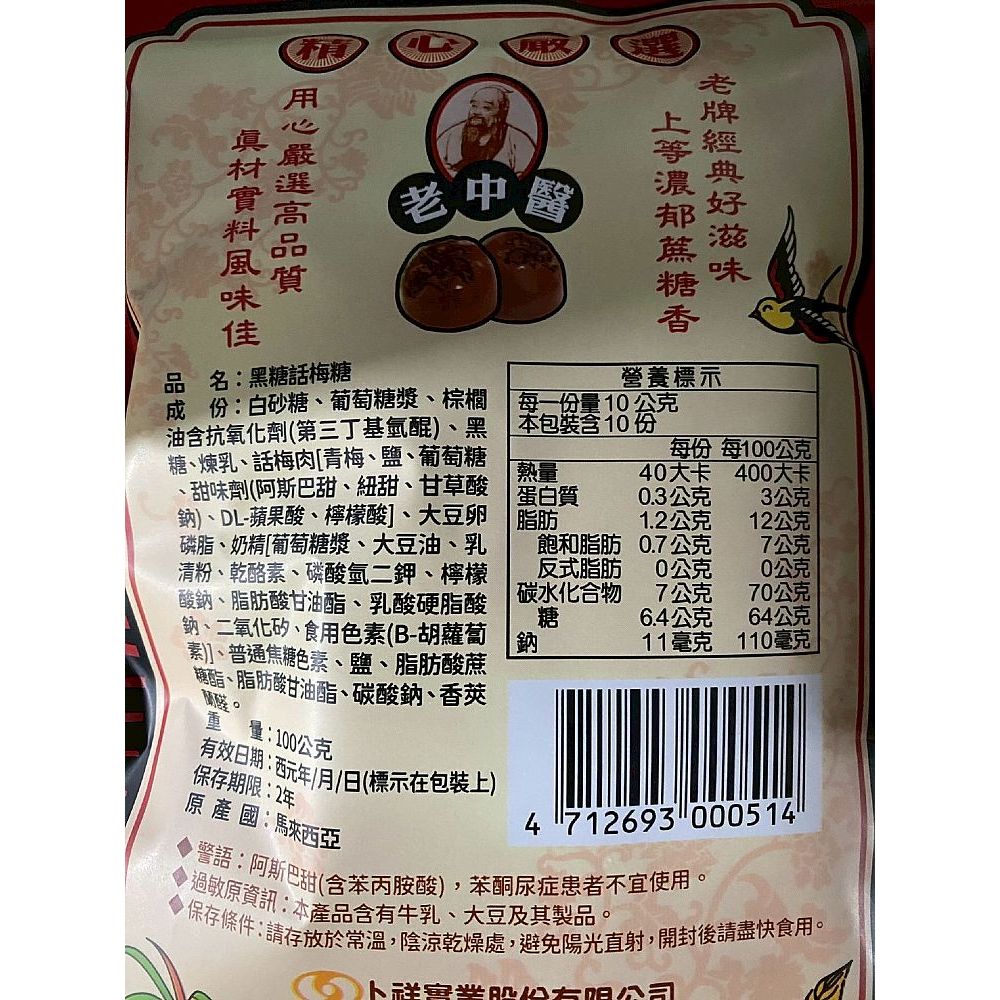 精心嚴選
老牌經典好滋味
上等濃郁蔗糖香
老中醫
用心嚴選高品質
真材實料風味佳
品 名：黑糖話梅糖
成 份：白砂糖、葡萄糖漿、棕櫚
油含抗氧化劑(第三丁基氫醌)、黑
糖、煉乳、話梅肉[青梅、鹽、葡萄糖
、甜味劑(阿斯巴甜、紐甜、甘草酸
鈉)、DL-蘋果酸、檸檬酸]、大豆卵
磷脂、奶精[葡萄糖漿、大豆油、乳
清粉、乾酪素、磷酸氫二鉀、檸檬
酸鈉、脂肪酸甘油酯、乳酸硬脂酸
鈉、二氧化矽、食用色素(B-胡蘿蔔
素)]、普通焦糖色素、鹽、脂肪酸蔗
糖酯、脂肪酸甘油酯、碳酸鈉、香莢
蘭醛。
重 量：100公克
有效日期：西元年/月/日(標示在包裝上)
保存期限：2年
原 產 國：馬來西亞
營養標示
每一份量 10 公克
本包裝含 10 份
每份 每100公克
熱量 40大卡 400大卡
蛋白質 0.3公克 3公克
脂肪 1.2公克 12公克
飽和脂肪 0.7公克 7公克
反式脂肪 0公克 0公克
碳水化合物 7公克 70公克
糖 6.4公克 64公克
鈉 11毫克 110毫克
4 712693 000514
◆警語：阿斯巴甜(含苯丙胺酸)，苯酮尿症患者不宜使用。
◆過敏原資訊：本產品含有牛乳、大豆及其製品。
◆保存條件：請存放於常溫，陰涼乾燥處，避免陽光直射，開封後請盡快食用。
卜祥實業股份有限公司